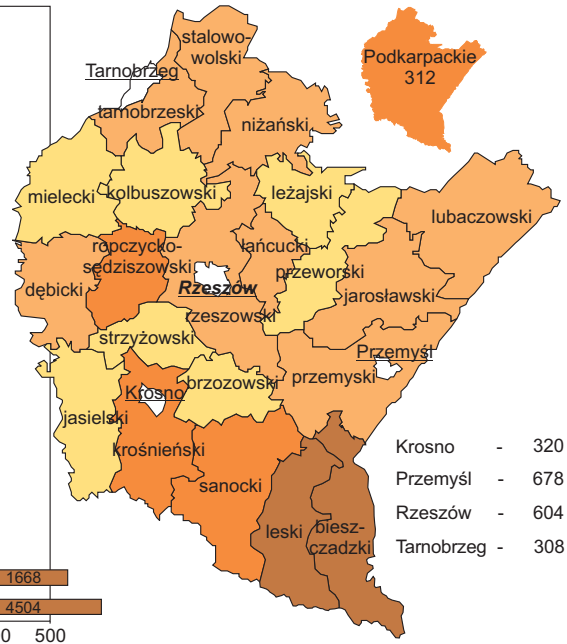 stalowo-
wolski
Podkarpackie
312
Tarnobrzeg
tarnobrzeski
niżański
mielecki
kolbuszowski
leżajski
lubaczowski
ropczycko-
sędziszowski
łańcucki
przeworski
dębicki
Rzeszów
jarosławski
rzeszowski
strzyżowski
Przemyśl
przemyski
brzozowski
Krosno
jasielski
krośnieński
sanocki
leski
biesz-
czadzki
Krosno - 320
Przemyśl - 678
Rzeszów - 604
Tarnobrzeg - 308
1668
4504
500